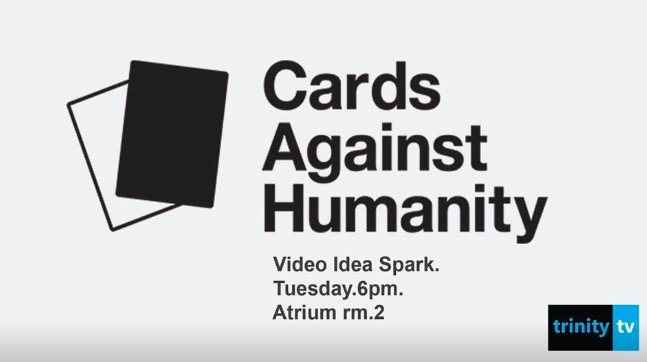 Cards
Against
Humanity
Video Idea Spark.
Tuesday.6pm.
Atrium rm.2
trinity tv